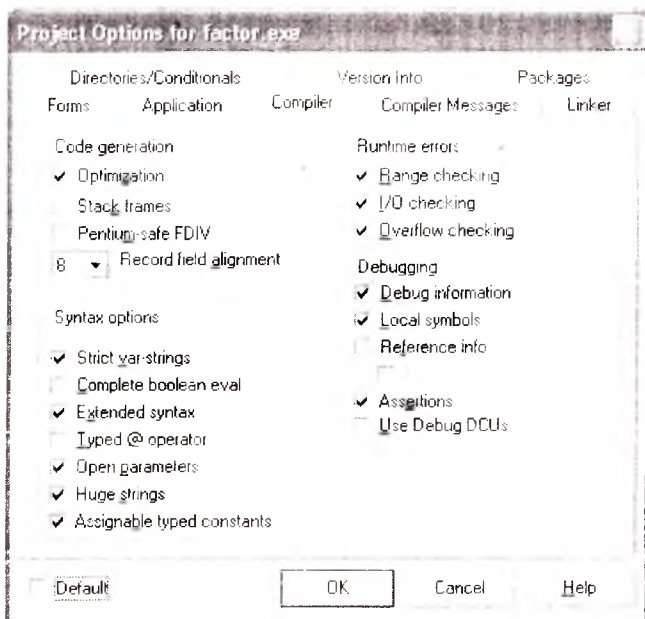 Project Options for factor.exe
Directories/Conditionals Version Info Packages
Forms Application Compiler Compiler Messages Linker
Code generation
Optimization
Stack frames
Pentium-safe FDIV
8 Record field alignment
Syntax options
Strict var-strings
Complete boolean eval
Extended syntax
Typed @ operator
Open parameters
Huge strings
Assignable typed constants
Runtime errors
Range checking
I/O checking
Overflow checking
Debugging
Debug information
Local symbols
Reference info
Assertions
Use Debug DCUs
Default OK Cancel Help